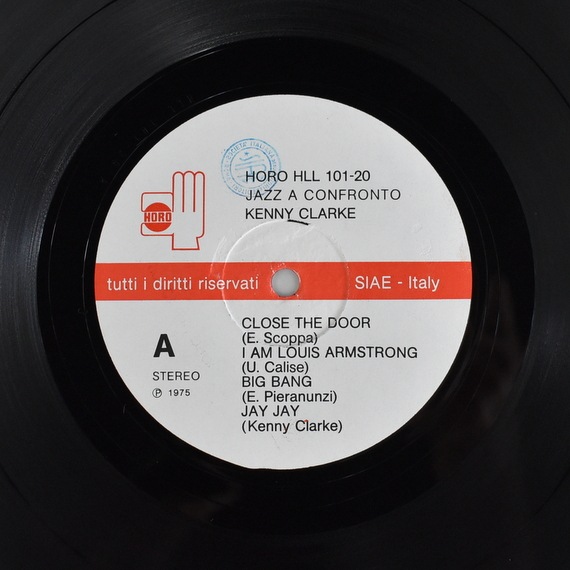 HORO HLL 101-20
JAZZ A CONFRONTO
KENNY CLARKE
HORO
tutti i diritti riservati SIAE - Italy
A
STEREO
℗ 1975
CLOSE THE DOOR
(E. Scoppa)
I AM LOUIS ARMSTRONG
(U. Calise)
BIG BANG
(E. Pieranunzi)
JAY JAY
(Kenny Clarke)